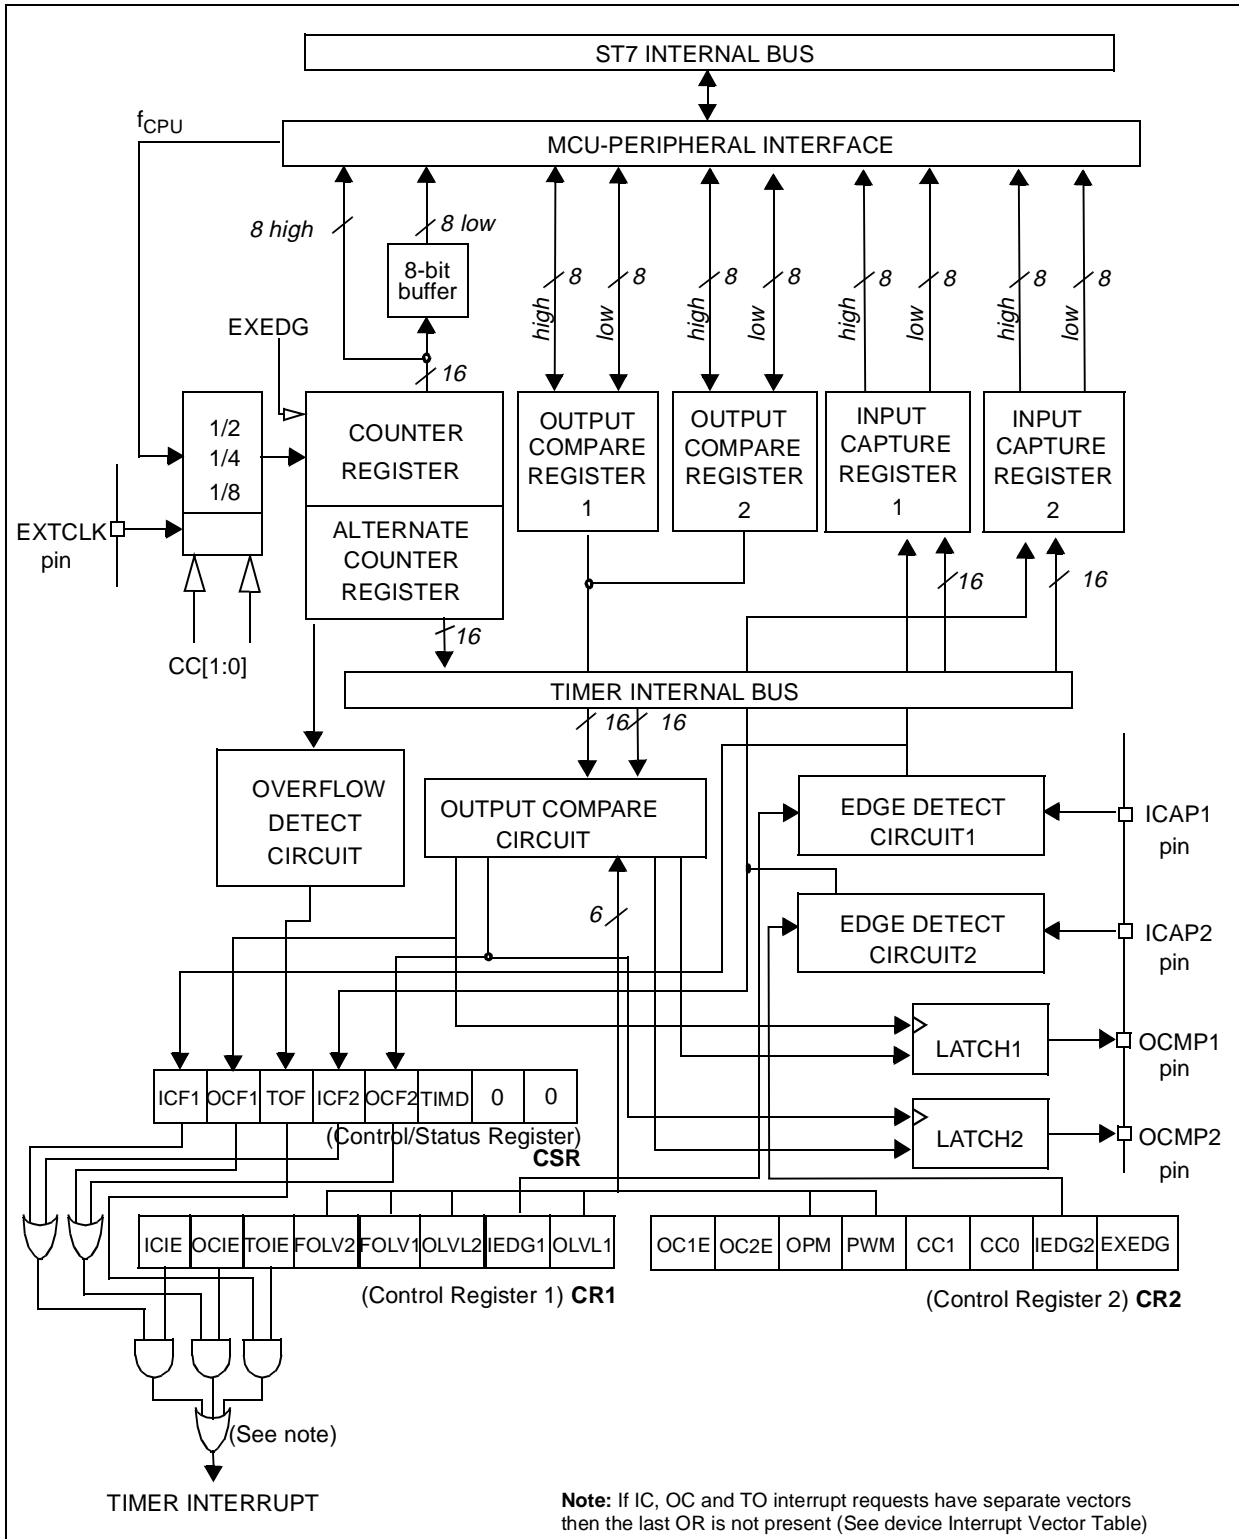 ST7 INTERNAL BUS
fCPU
MCU-PERIPHERAL INTERFACE
8 high
8 low
8-bit
buffer
8
8
8
8
8
8
8
8
high
low
high
low
high
low
high
low
EXEDG
16
1/2
1/4
1/8
COUNTER
REGISTER
OUTPUT
COMPARE
REGISTER
1
OUTPUT
COMPARE
REGISTER
2
INPUT
CAPTURE
REGISTER
1
INPUT
CAPTURE
REGISTER
2
EXTCLK
pin
ALTERNATE
COUNTER
REGISTER
16
16
16
CC[1:0]
TIMER INTERNAL BUS
16
16
OVERFLOW
DETECT
CIRCUIT
OUTPUT COMPARE
CIRCUIT
EDGE DETECT
CIRCUIT1
ICAP1
pin
6
EDGE DETECT
CIRCUIT2
ICAP2
pin
LATCH1
OCMP1
pin
ICF1 OCF1 TOF ICF2 OCF2 TIMD 0 0
(Control/Status Register)
CSR
LATCH2
OCMP2
pin
ICIE OCIE TOIE FOLV2 FOLV1 OLVL2 IEDG1 OLVL1
OC1E OC2E OPM PWM CC1 CC0 IEDG2 EXEDG
(Control Register 1) CR1
(Control Register 2) CR2
(See note)
TIMER INTERRUPT
Note: If IC, OC and TO interrupt requests have separate vectors
then the last OR is not present (See device Interrupt Vector Table)